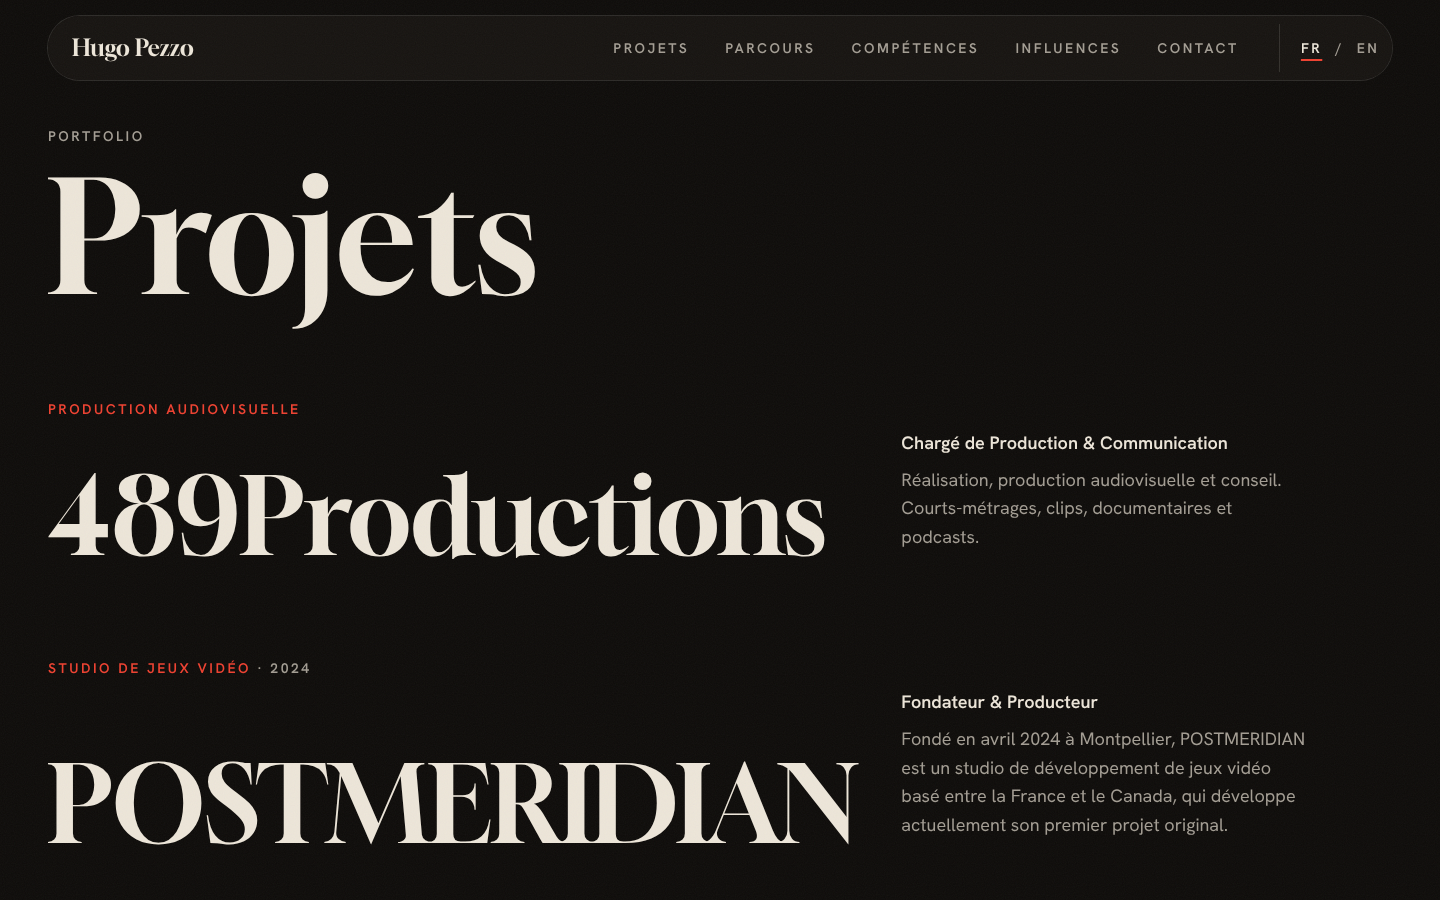 Hugo Pezzo
PROJETS
PARCOURS
COMPÉTENCES
INFLUENCES
CONTACT
FR / EN
PORTFOLIO
Projets
PRODUCTION AUDIOVISUELLE
489Productions
Chargé de Production & Communication
Réalisation, production audiovisuelle et conseil.
Courts-métrages, clips, documentaires et
podcasts.
STUDIO DE JEUX VIDÉO · 2024
POSTMERIDIAN
Fondateur & Producteur
Fondé en avril 2024 à Montpellier, POSTMERIDIAN
est un studio de développement de jeux vidéo
basé entre la France et le Canada, qui développe
actuellement son premier projet original.